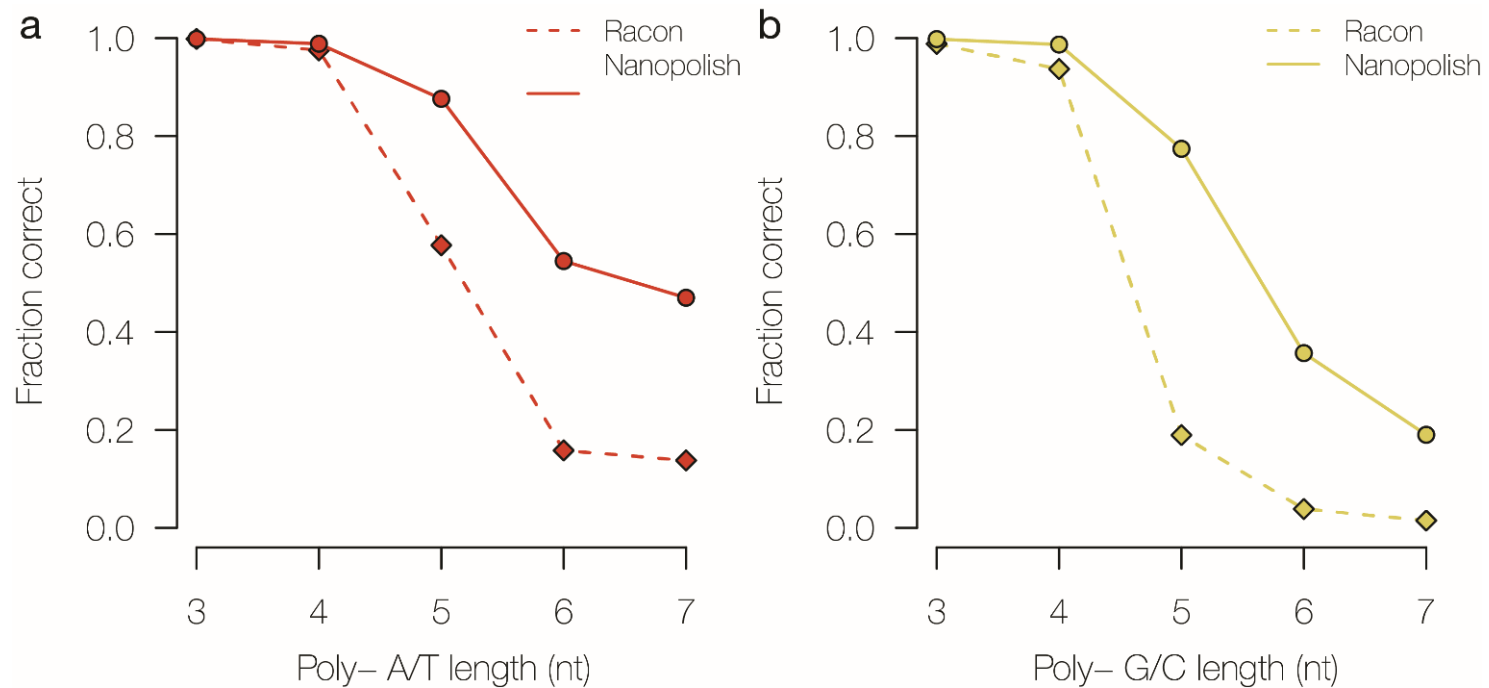 a
Racon
Nanopolish
1.0
0.8
0.6
0.4
0.2
0.0
Fraction correct
3 4 5 6 7
Poly– A/T length (nt)
b
Racon
Nanopolish
1.0
0.8
0.6
0.4
0.2
0.0
Fraction correct
3 4 5 6 7
Poly– G/C length (nt)